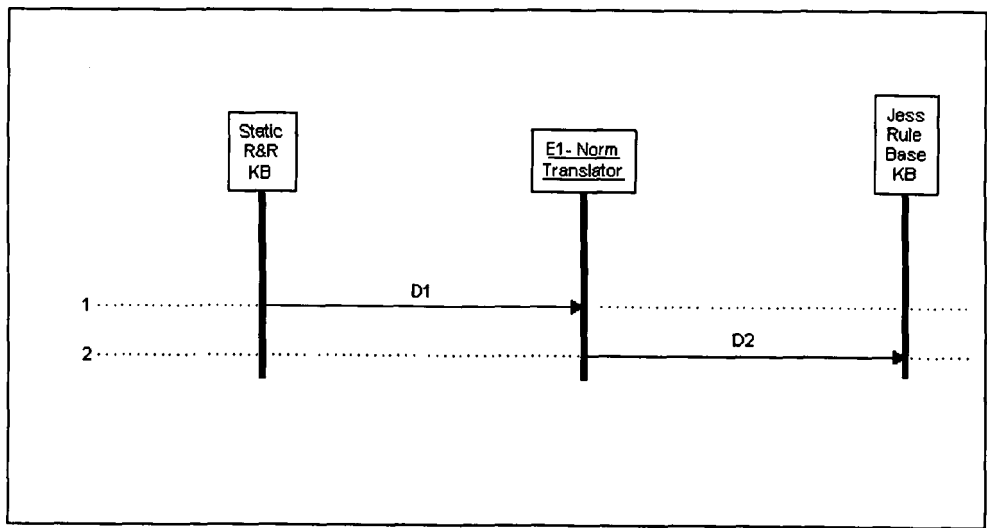 Static
R&R
KB
E1- Norm
Translator
Jess
Rule
Base
KB
1
D1
2
D2